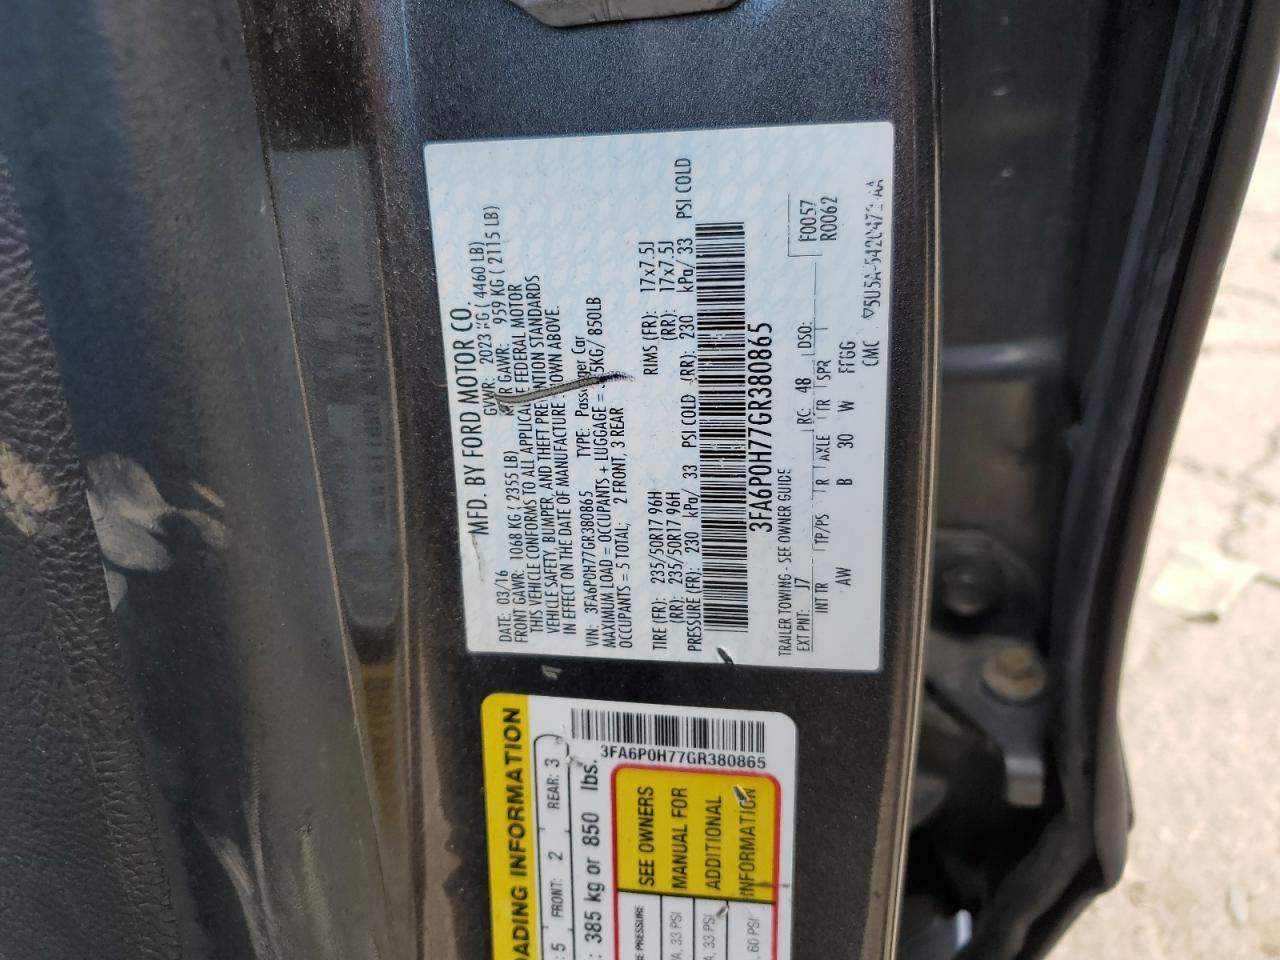 MFD. BY FORD MOTOR CO.
DATE: 03/16 GVWR: 2023 KG ( 4460 LB)
FRONT GAWR: 1068 KG ( 2355 LB) GAWR: 959 KG ( 2115 LB)
THIS VEHICLE CONFORMS TO ALL FEDERAL MOTOR
VEHICLE SAFETY, BUMPER, AND THEFT STANDARDS
IN EFFECT ON THE DATE OF MANUFACTURE ABOVE.
VIN: 3FA6P0H77GR380865 TYPE: Passenger Car
MAXIMUM LOAD = OCCUPANTS + LUGGAGE = / 850LB
OCCUPANTS = 5 TOTAL; 2 FRONT, 3 REAR
TIRE (FR): 235/50R17 96H RIMS (FR): 17x7.5J
(RR): 235/50R17 96H (RR): 17x7.5J
PRESSURE (FR): 230 kPa/ 33 PSI COLD (RR): 230 kPa/ 33 PSI COLD
3FA6P0H77GR380865
TRAILER TOWING - SEE OWNER GUIDE
EXT PNT: J7 RC: 48 DSO: F0057
R0062
INT TR TP/PS R AXLE TR SPR
AW B 30 W FFGG
CMC
LOADING INFORMATION
5 FRONT: 2 REAR: 3
385 kg or 850 lbs.
3FA6P0H77GR380865
SEE OWNERS
MANUAL FOR
ADDITIONAL
INFORMATION
PRESSURE
33 PSI
33 PSI
60 PSI